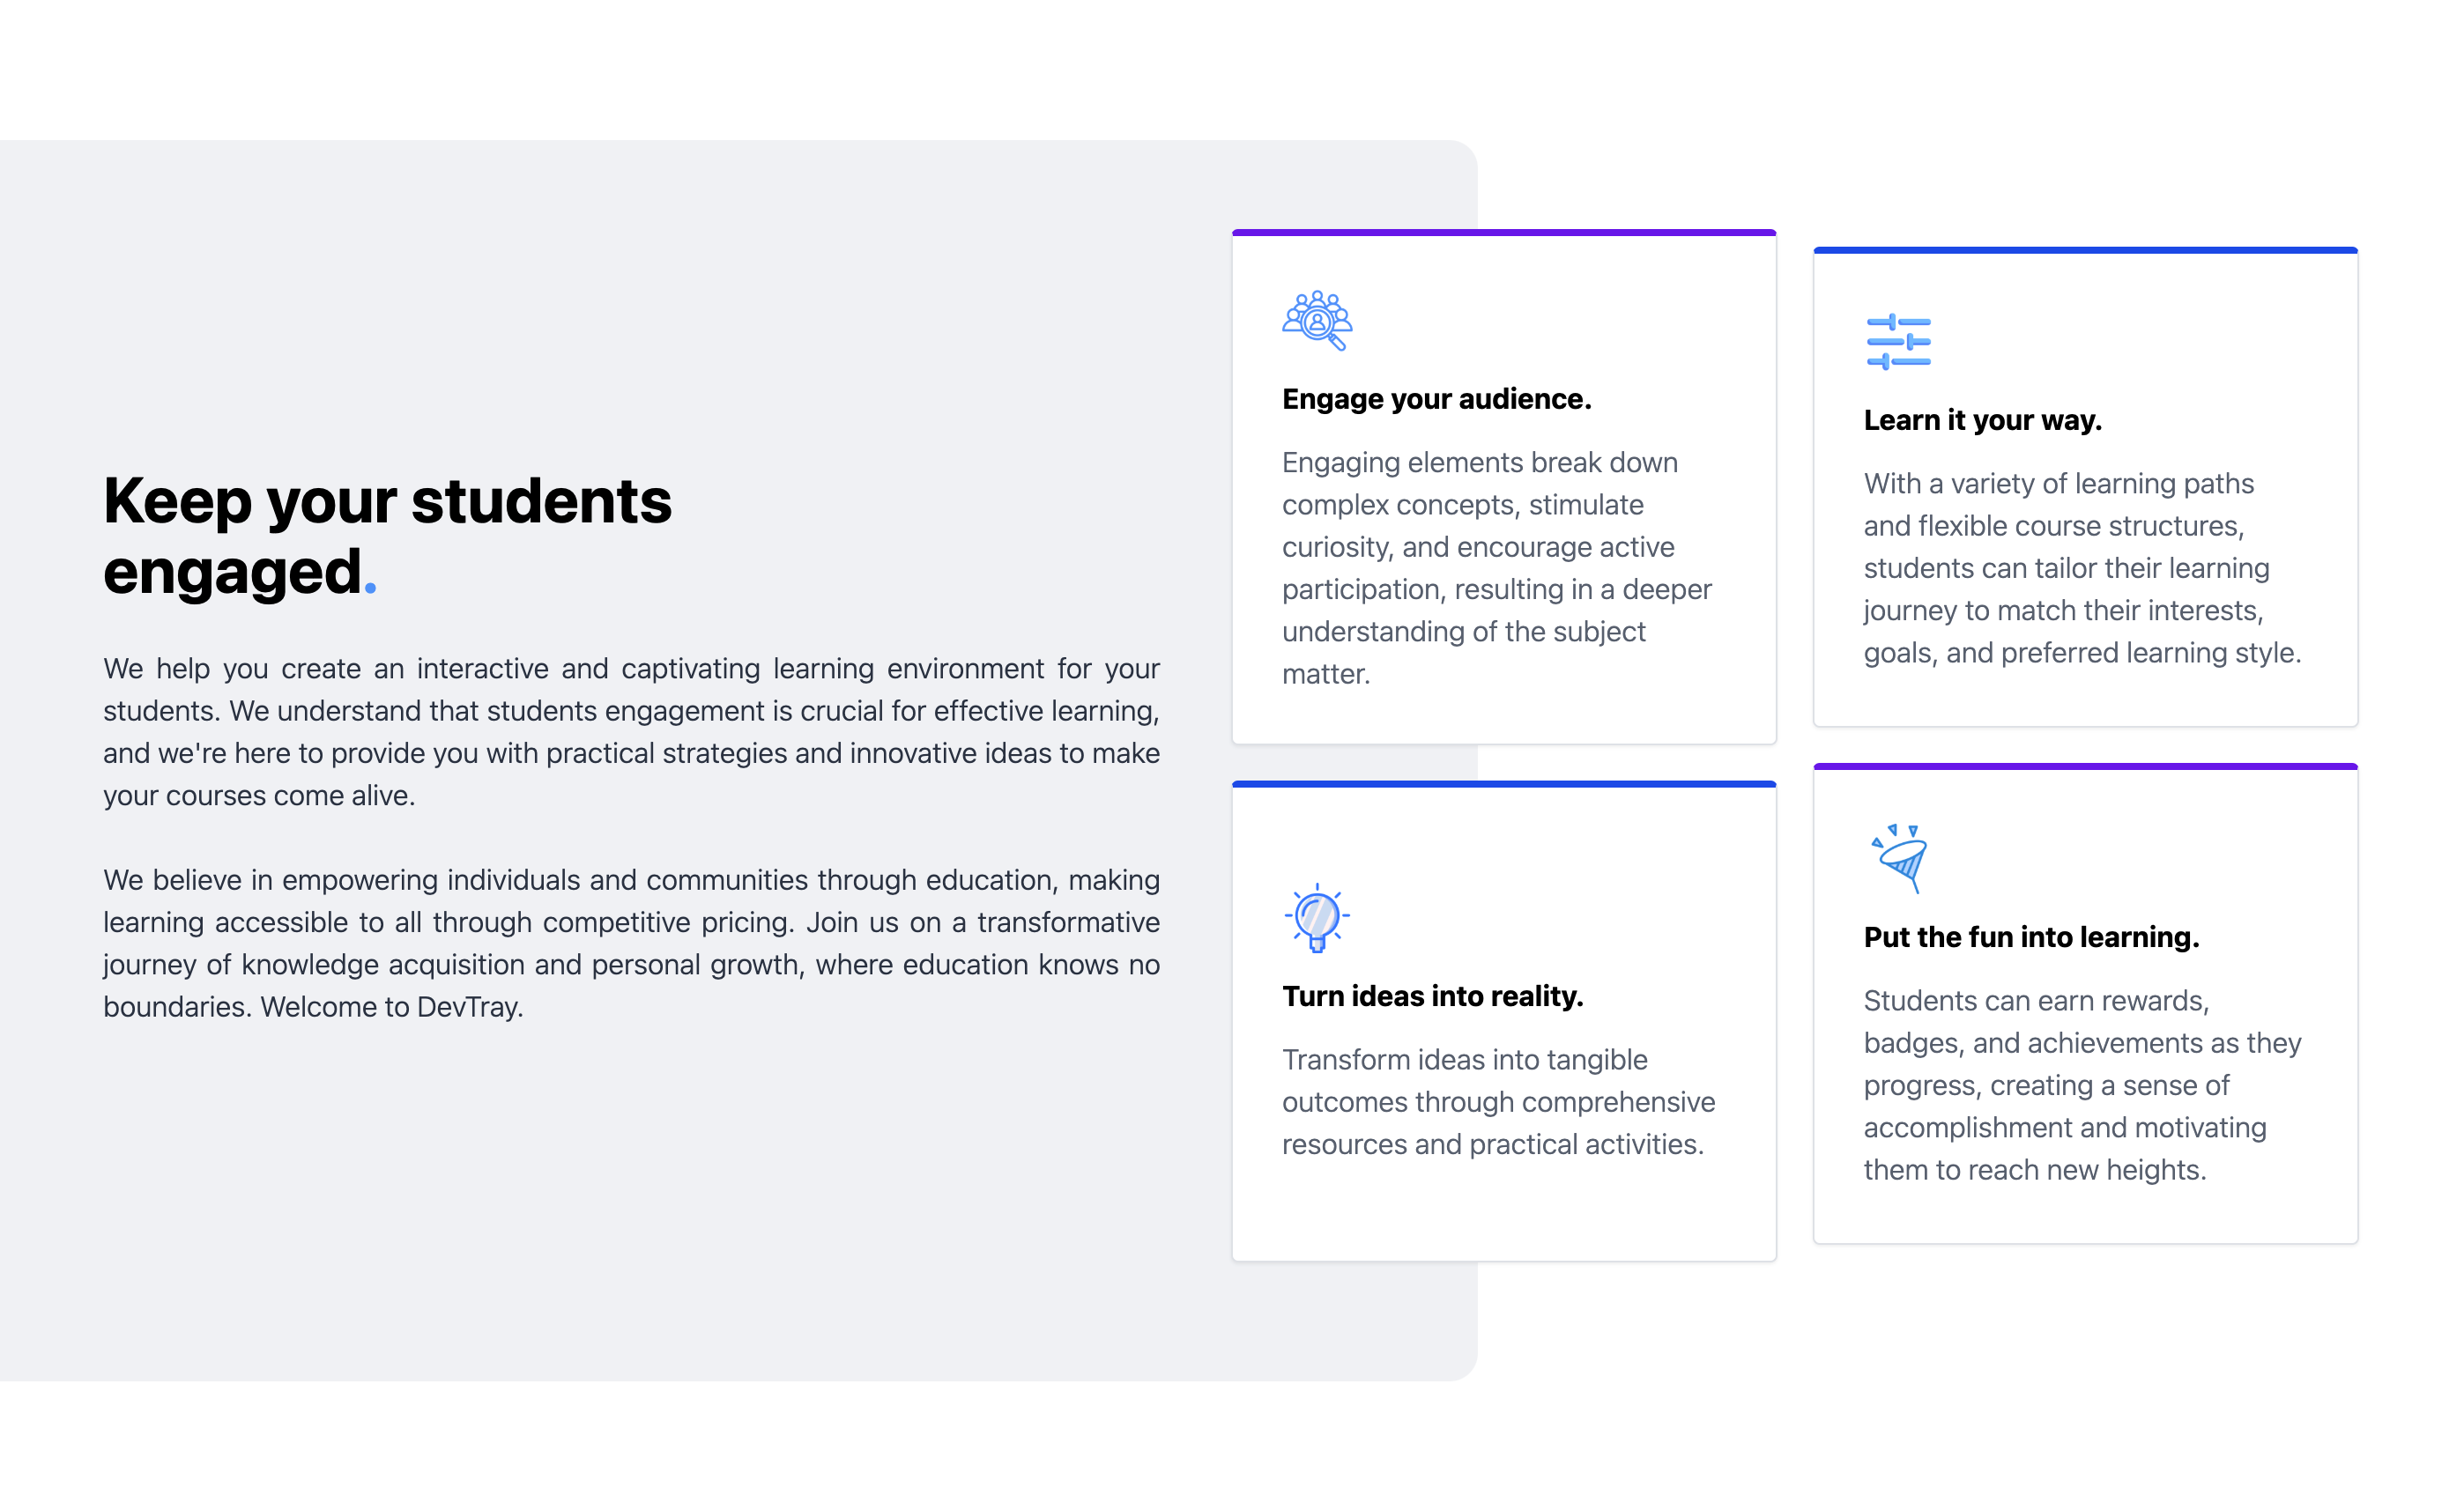 Keep your students
engaged.
We help you create an interactive and captivating learning environment for your
students. We understand that students engagement is crucial for effective learning,
and we're here to provide you with practical strategies and innovative ideas to make
your courses come alive.
We believe in empowering individuals and communities through education, making
learning accessible to all through competitive pricing. Join us on a transformative
journey of knowledge acquisition and personal growth, where education knows no
boundaries. Welcome to DevTray.
Engage your audience.
Engaging elements break down
complex concepts, stimulate
curiosity, and encourage active
participation, resulting in a deeper
understanding of the subject
matter.
Learn it your way.
With a variety of learning paths
and flexible course structures,
students can tailor their learning
journey to match their interests,
goals, and preferred learning style.
Turn ideas into reality.
Transform ideas into tangible
outcomes through comprehensive
resources and practical activities.
Put the fun into learning.
Students can earn rewards,
badges, and achievements as they
progress, creating a sense of
accomplishment and motivating
them to reach new heights.